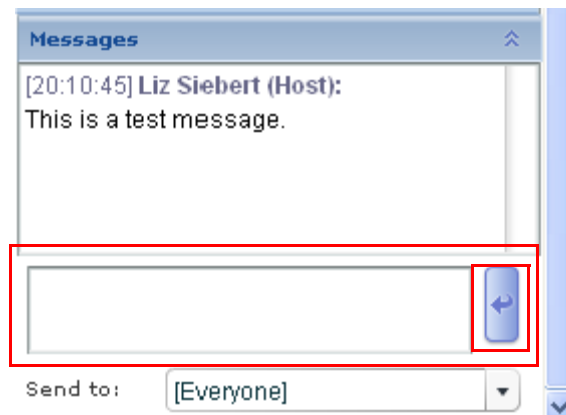 Messages
[20:10:45] Liz Siebert (Host):
This is a test message.
Send to: [Everyone]